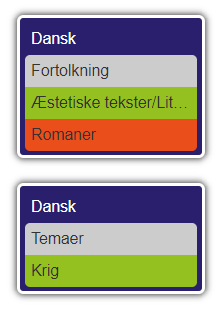 Dansk
Fortolkning
Æstetiske tekster/Lit...
Romaner
Dansk
Temaer
Krig